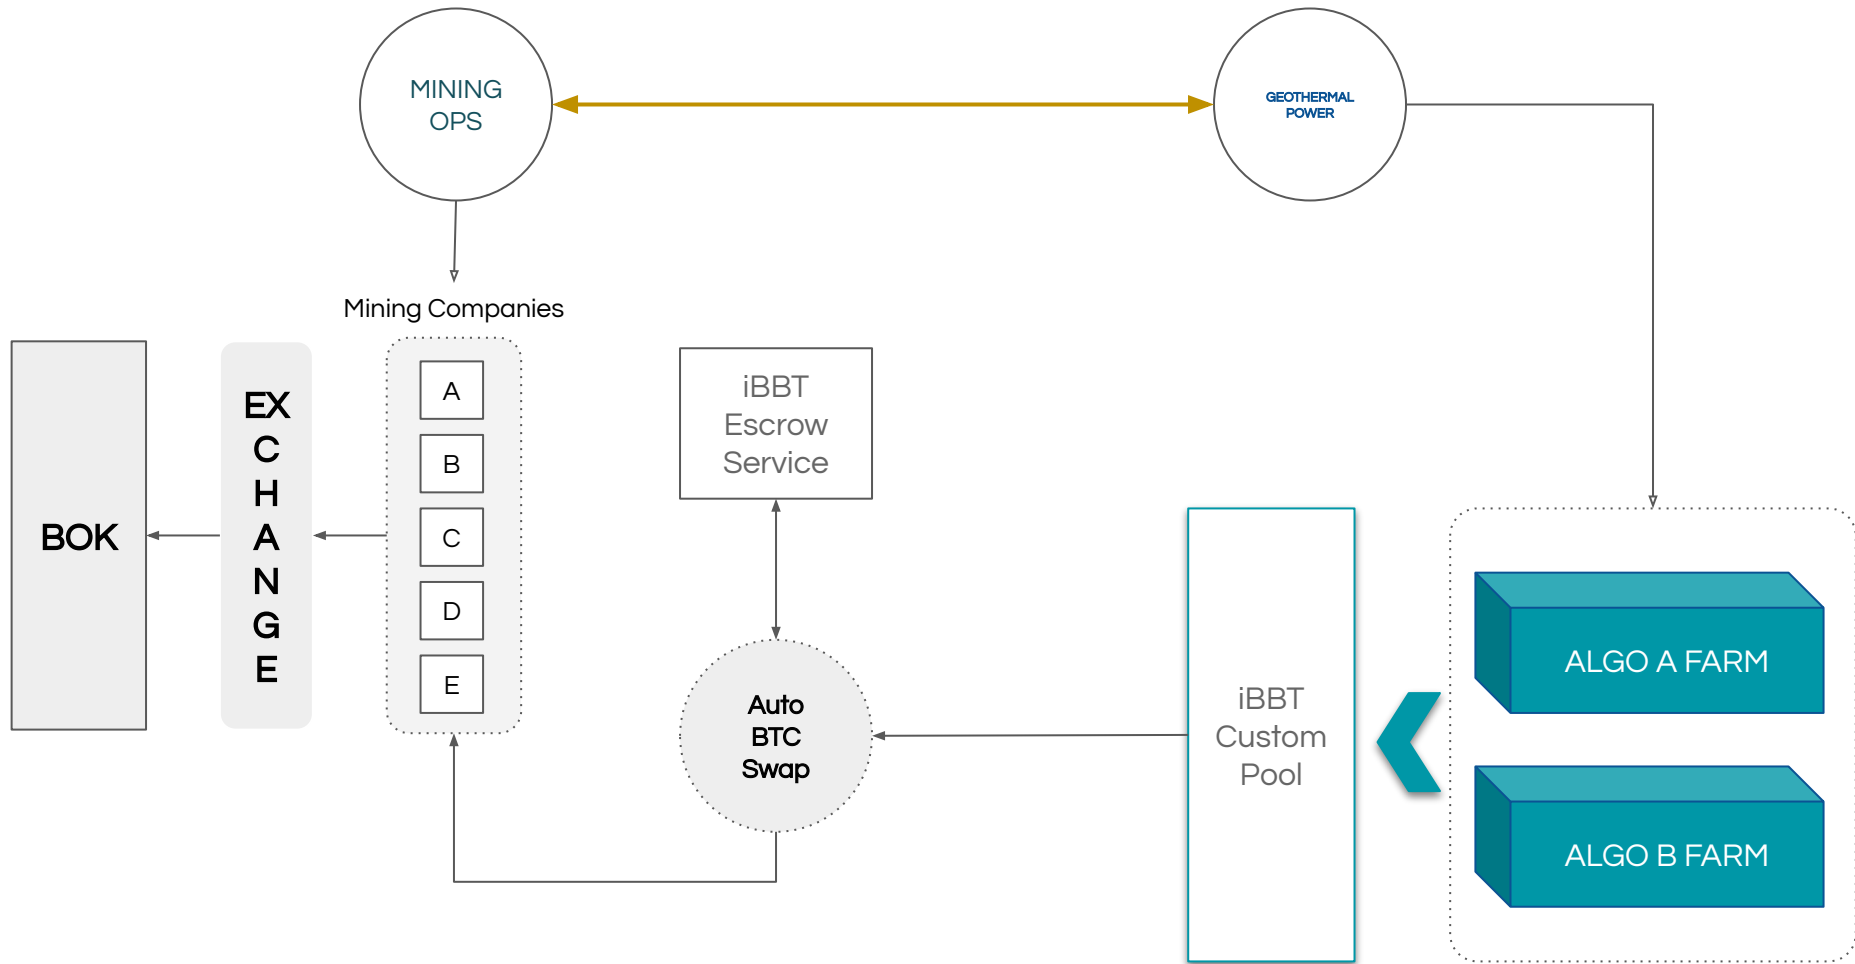 MINING
OPS
GEOTHERMAL
POWER
Mining Companies
BOK
EX
C
H
A
N
G
E
A
B
C
D
E
iBBT
Escrow
Service
Auto
BTC
Swap
iBBT
Custom
Pool
ALGO A FARM
ALGO B FARM